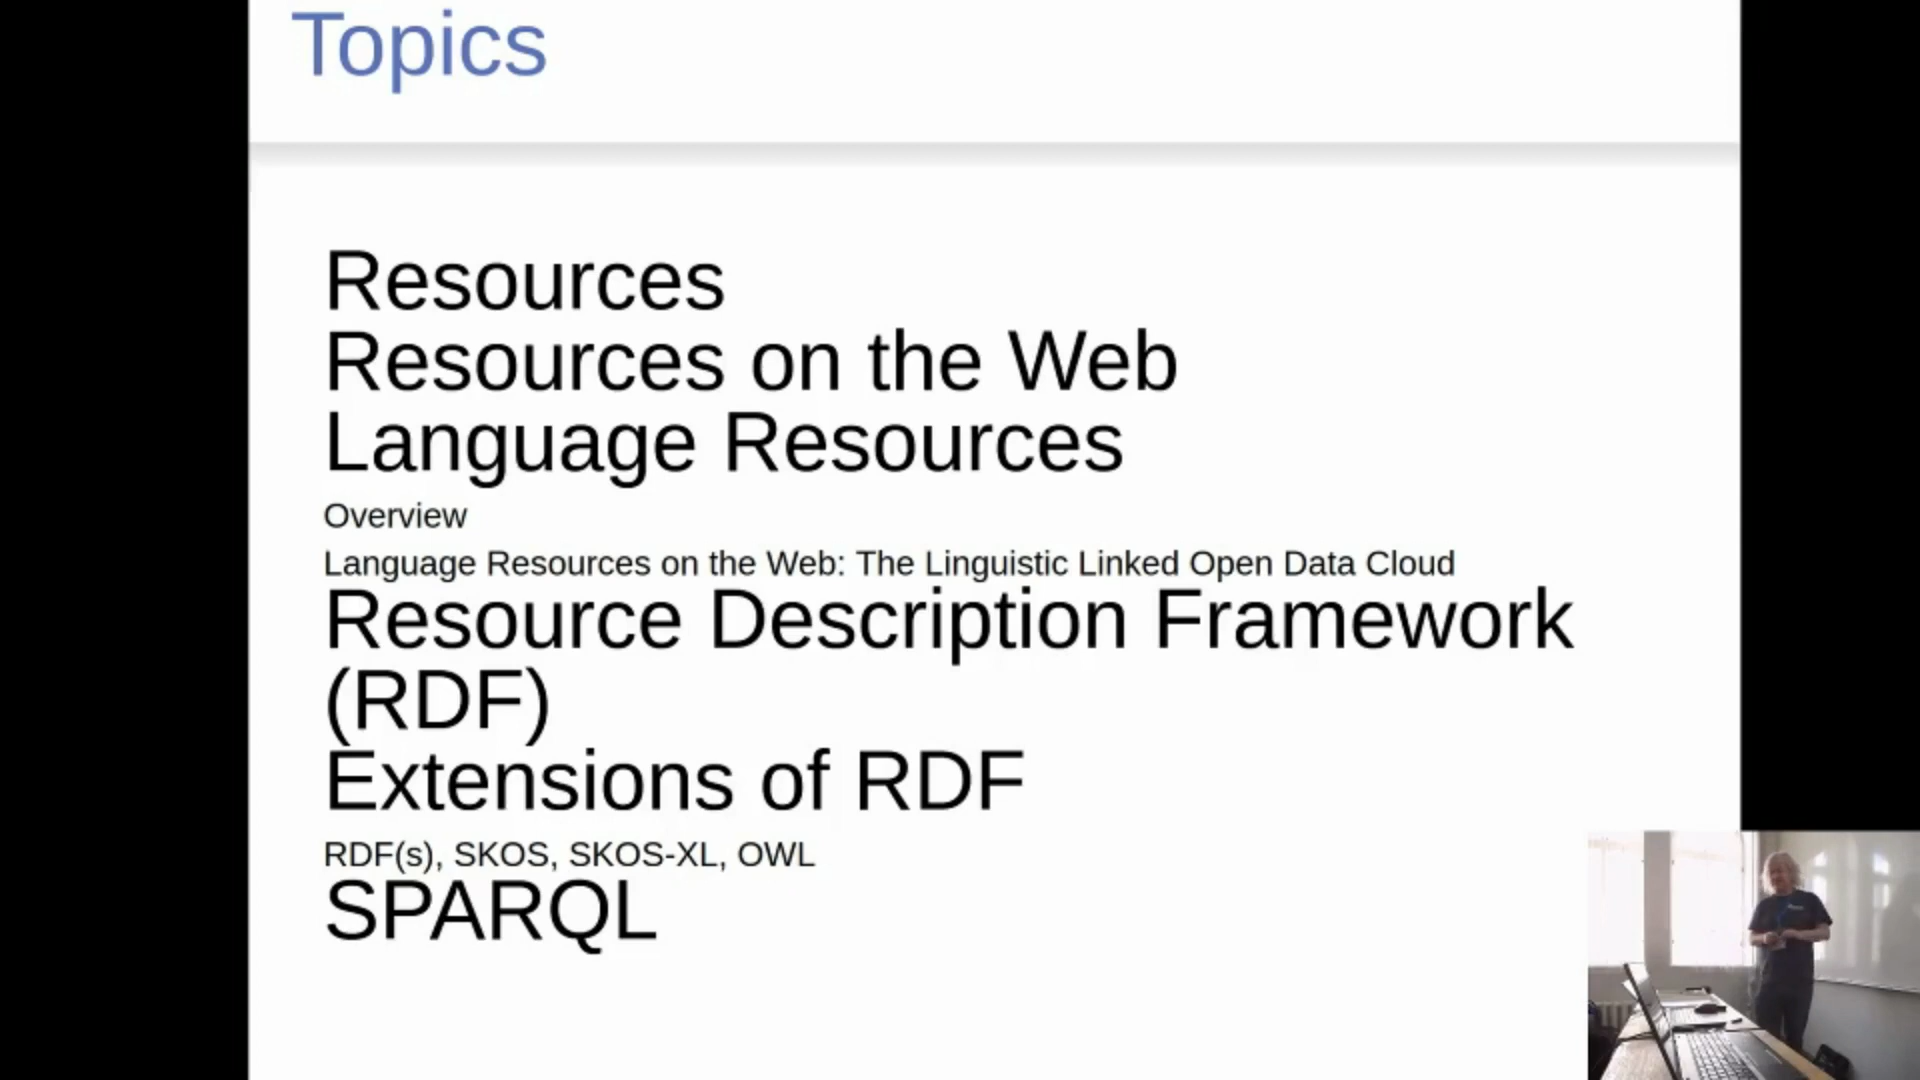 Topics
Resources
Resources on the Web
Language Resources
Overview
Language Resources on the Web: The Linguistic Linked Open Data Cloud
Resource Description Framework
(RDF)
Extensions of RDF
RDF(s), SKOS, SKOS-XL, OWL
SPARQL